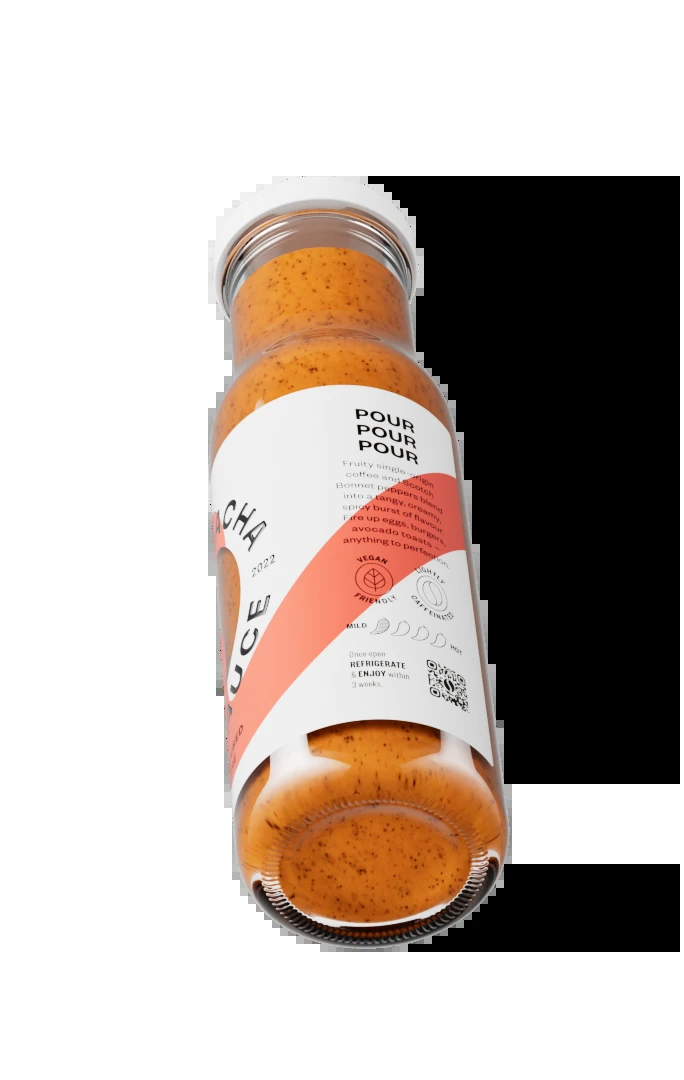 POUR
POUR
POUR
Fruity single-origin
coffee and Scotch
Bonnet peppers blend
into a tangy, creamy,
spicy burst of flavour.
Fire up eggs, burgers,
avocado toasts –
anything to perfection.
ACHA
2022
UCE
VEGAN
FRIENDLY
LIGHTLY
CAFFEINATED
MILD
HOT
Once open
REFRIGERATE
& ENJOY within
3 weeks.